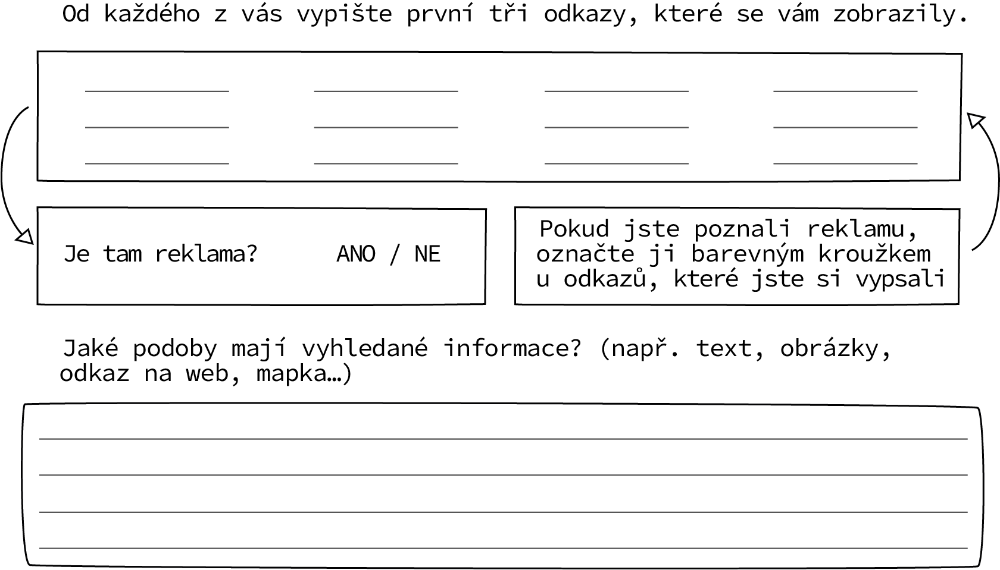 Od každého z vás vypište první tři odkazy, které se vám zobrazily.
Je tam reklama? ANO / NE
Pokud jste poznali reklamu,
označte ji barevným kroužkem
u odkazů, které jste si vypsali
Jaké podoby mají vyhledané informace? (např. text, obrázky,
odkaz na web, mapka…)